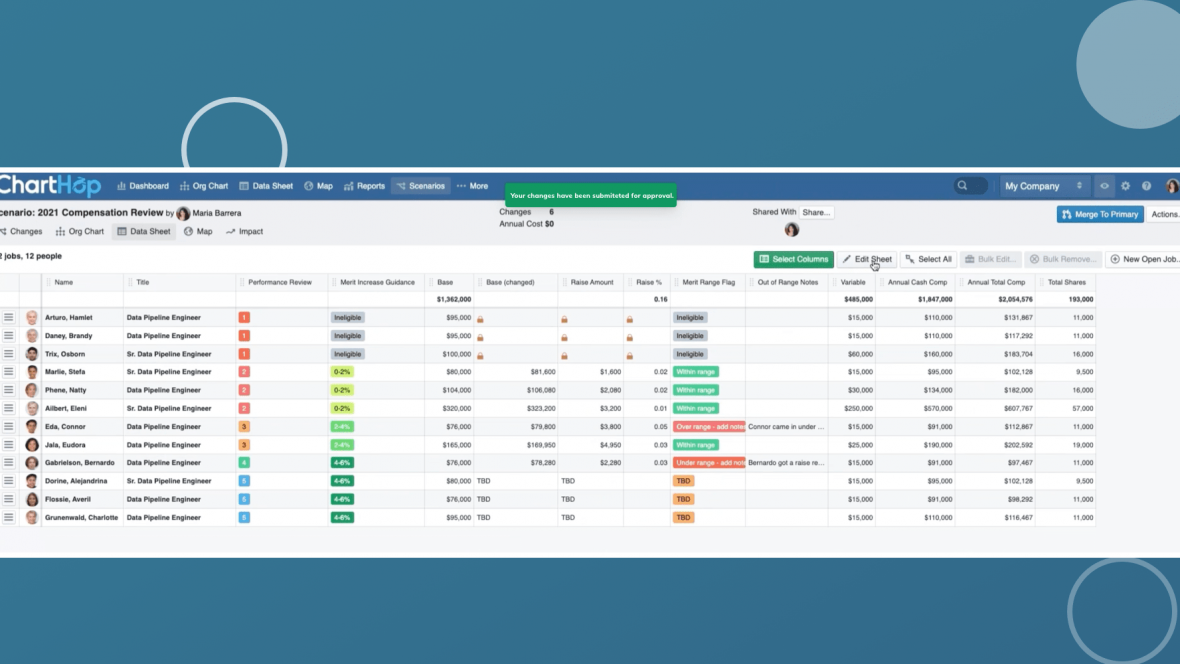 ChartHop Dashboard Org Chart Data Sheet Map Reports Scenarios More My Company
Your changes have been submiteted for approval.
cenario: 2021 Compensation Review by Maria Barrera Changes 6 Shared With Share... Merge To Primary Actions.
Annual Cost $0
Changes Org Chart Data Sheet Map Impact
2 jobs, 12 people Select Columns Edit Sheet Select All Bulk Edit... Bulk Remove... New Open Job..
Name Title Performance Review Merit Increase Guidance Base Base (changed) Raise Amount Raise % Merit Range Flag Out of Range Notes Variable Annual Cash Comp Annual Total Comp Total Shares
$1,362,000 0.16 $485,000 $1,847,000 $2,054,576 193,000
Arturo, Hamlet Data Pipeline Engineer 1 Ineligible $95,000 Ineligible $15,000 $110,000 $131,867 11,000
Daney, Brandy Data Pipeline Engineer 1 Ineligible $95,000 Ineligible $15,000 $110,000 $117,292 11,000
Trix, Osborn Sr. Data Pipeline Engineer 1 Ineligible $100,000 Ineligible $60,000 $160,000 $183,704 16,000
Marlie, Stefa Sr. Data Pipeline Engineer 2 0-2% $80,000 $81,600 $1,600 0.02 Within range $15,000 $95,000 $102,128 9,500
Phene, Natty Data Pipeline Engineer 2 0-2% $104,000 $106,080 $2,080 0.02 Within range $30,000 $134,000 $182,000 16,000
Ailbert, Eleni Sr. Data Pipeline Engineer 2 0-2% $320,000 $323,200 $3,200 0.01 Within range $250,000 $570,000 $607,767 57,000
Eda, Connor Data Pipeline Engineer 3 2-4% $76,000 $79,800 $3,800 0.05 Over range - add notes Connor came in under ... $15,000 $91,000 $112,867 11,000
Jala, Eudora Data Pipeline Engineer 3 2-4% $165,000 $169,950 $4,950 0.03 Within range $25,000 $190,000 $202,592 19,000
Gabrielson, Bernardo Data Pipeline Engineer 4 4-6% $76,000 $78,280 $2,280 0.03 Under range - add note Bernardo got a raise re... $15,000 $91,000 $97,467 11,000
Dorine, Alejandrina Sr. Data Pipeline Engineer 5 4-6% $80,000 TBD TBD TBD $15,000 $95,000 $102,128 9,500
Flossie, Averil Data Pipeline Engineer 5 4-6% $76,000 TBD TBD TBD $15,000 $91,000 $98,292 11,000
Grunenwald, Charlotte Data Pipeline Engineer 5 4-6% $95,000 TBD TBD TBD $15,000 $110,000 $116,467 11,000